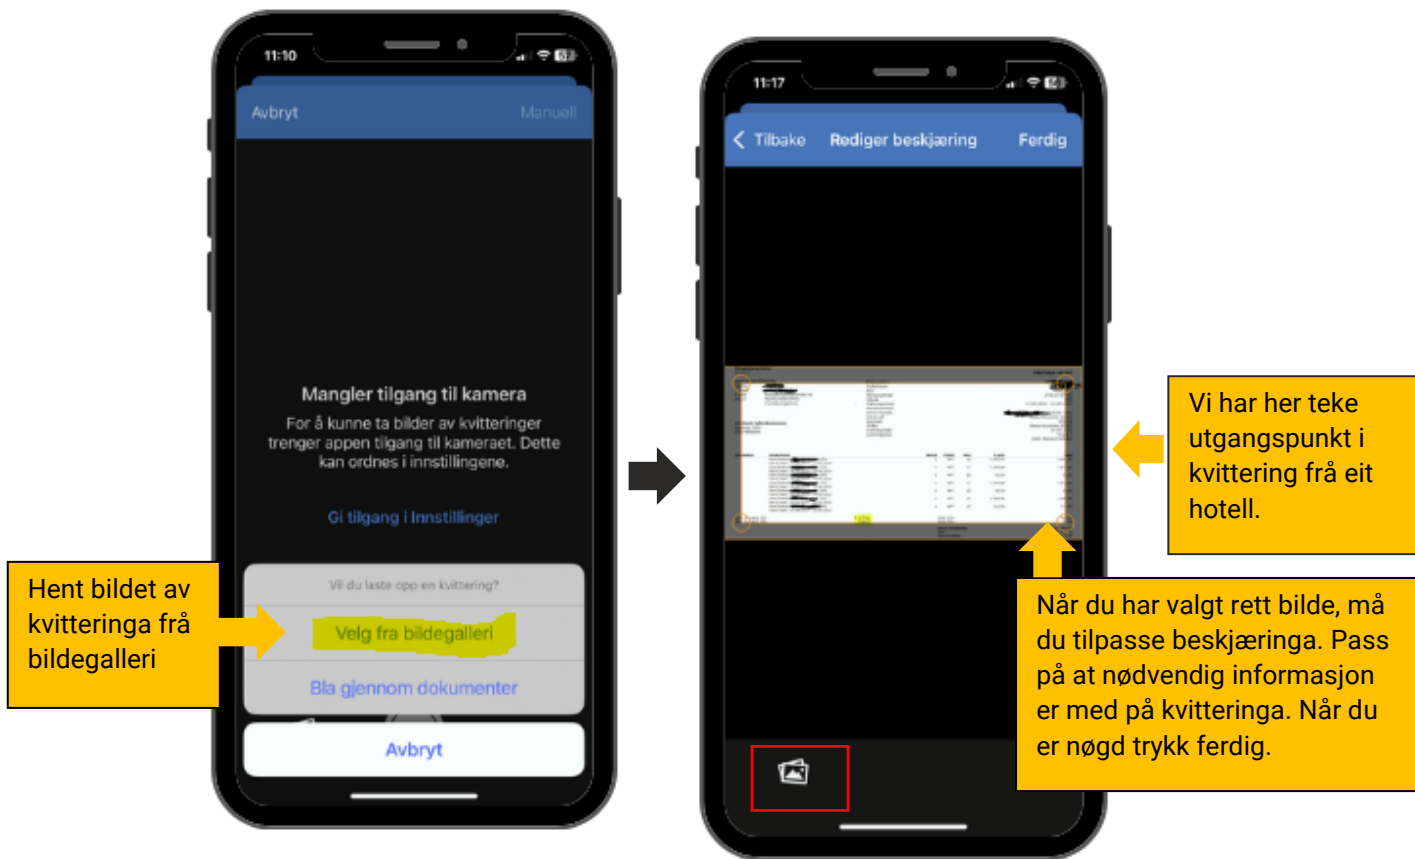 11:10
Avbryt
Manuell
Mangler tilgang til kamera
For å kunne ta bilder av kvitteringer
trenger appen tilgang til kameraet. Dette
kan ordnes i innstillingene.
Gi tilgang i Innstillinger
Vil du laste opp en kvittering?
Velg fra bildegalleri
Bla gjennom dokumenter
Avbryt
Hent bildet av
kvitteringa frå
bildegalleri
11:17
Tilbake
Rediger beskjæring
Ferdig
Vi har her teke
utgangspunkt i
kvittering frå eit
hotell.
Når du har valgt rett bilde, må
du tilpasse beskjæringa. Pass
på at nødvendig informasjon
er med på kvitteringa. Når du
er nøgd trykk ferdig.